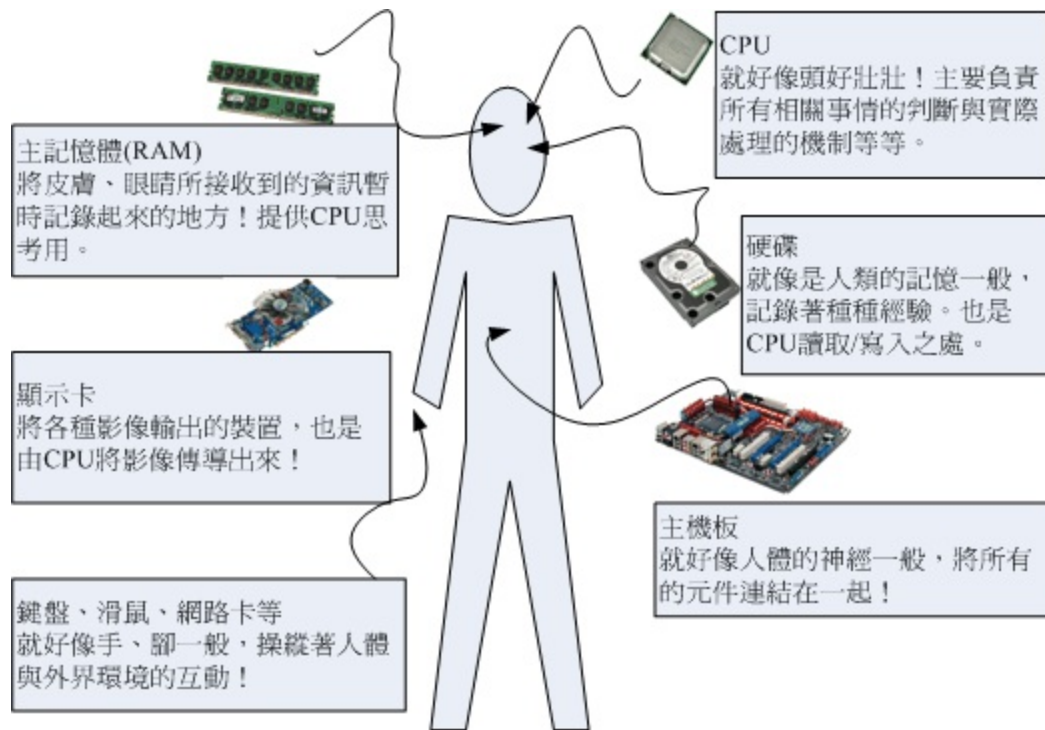 CPU
就好像頭好壯壯！主要負責
所有相關事情的判斷與實際
處理的機制等等。
主記憶體(RAM)
將皮膚、眼睛所接收到的資訊暫
時記錄起來的地方！提供CPU思
考用。
硬碟
就像是人類的記憶一般，
記錄著種種經驗。也是
CPU讀取/寫入之處。
顯示卡
將各種影像輸出的裝置，也是
由CPU將影像傳導出來！
主機板
就好像人體的神經一般，將所有
的元件連結在一起！
鍵盤、滑鼠、網路卡等
就好像手、腳一般，操縱著人體
與外界環境的互動！